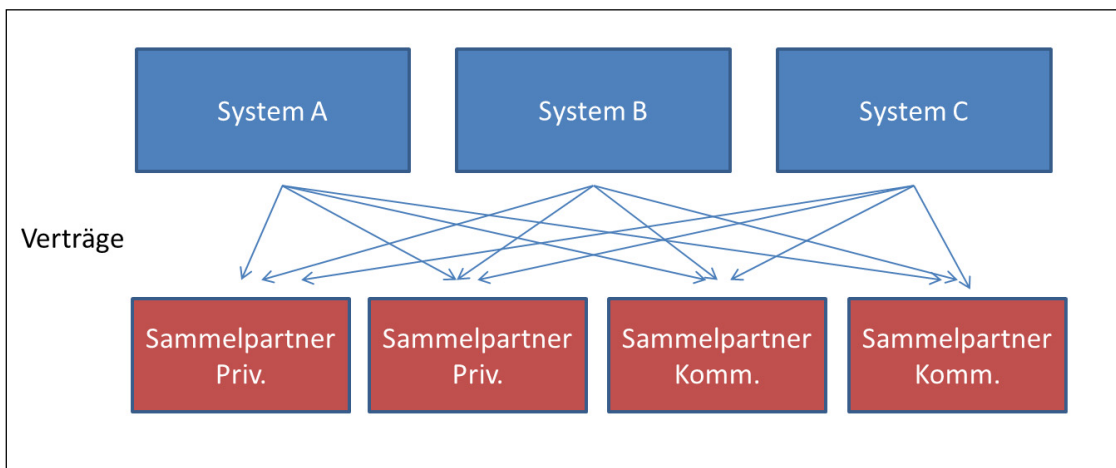 System A
System B
System C
Verträge
Sammelpartner
Priv.
Sammelpartner
Priv.
Sammelpartner
Komm.
Sammelpartner
Komm.